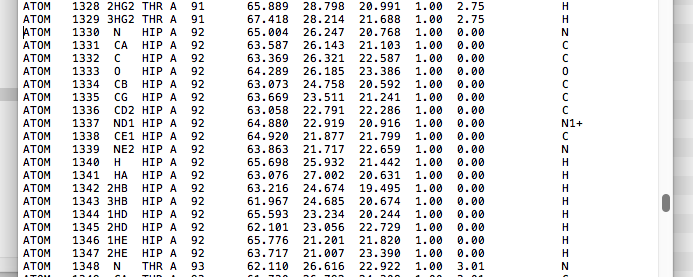 ATOM 1328 2HG2 THR A 91 65.889 28.798 20.991 1.00 2.75 H
ATOM 1329 3HG2 THR A 91 67.418 28.214 21.688 1.00 2.75 H
ATOM 1330 N HIP A 92 65.004 26.247 20.768 1.00 0.00 N
ATOM 1331 CA HIP A 92 63.587 26.143 21.103 1.00 0.00 C
ATOM 1332 C HIP A 92 63.369 26.321 22.587 1.00 0.00 C
ATOM 1333 O HIP A 92 64.289 26.185 23.386 1.00 0.00 O
ATOM 1334 CB HIP A 92 63.073 24.758 20.592 1.00 0.00 C
ATOM 1335 CG HIP A 92 63.669 23.511 21.241 1.00 0.00 C
ATOM 1336 CD2 HIP A 92 63.058 22.791 22.286 1.00 0.00 C
ATOM 1337 ND1 HIP A 92 64.880 22.919 20.916 1.00 0.00 N1+
ATOM 1338 CE1 HIP A 92 64.920 21.877 21.799 1.00 0.00 C
ATOM 1339 NE2 HIP A 92 63.863 21.717 22.659 1.00 0.00 N
ATOM 1340 H HIP A 92 65.698 25.932 21.442 1.00 0.00 H
ATOM 1341 HA HIP A 92 63.076 27.002 20.631 1.00 0.00 H
ATOM 1342 2HB HIP A 92 63.216 24.674 19.495 1.00 0.00 H
ATOM 1343 3HB HIP A 92 61.967 24.685 20.674 1.00 0.00 H
ATOM 1344 1HD HIP A 92 65.593 23.234 20.244 1.00 0.00 H
ATOM 1345 2HD HIP A 92 62.101 23.056 22.729 1.00 0.00 H
ATOM 1346 1HE HIP A 92 65.776 21.201 21.820 1.00 0.00 H
ATOM 1347 2HE HIP A 92 63.717 21.007 23.390 1.00 0.00 H
ATOM 1348 N THR A 93 62.110 26.616 22.922 1.00 3.01 N